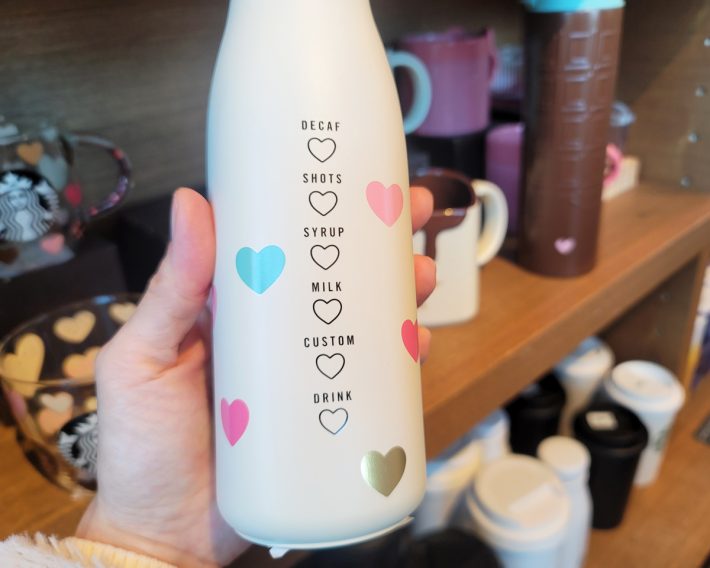 DECAF
SHOTS
SYRUP
MILK
CUSTOM
DRINK